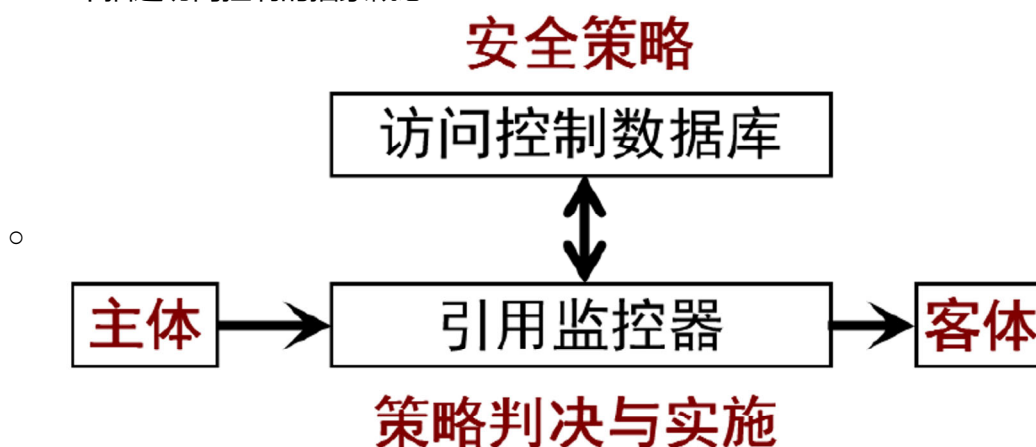 安全策略
访问控制数据库
主体
引用监控器
客体
策略判决与实施